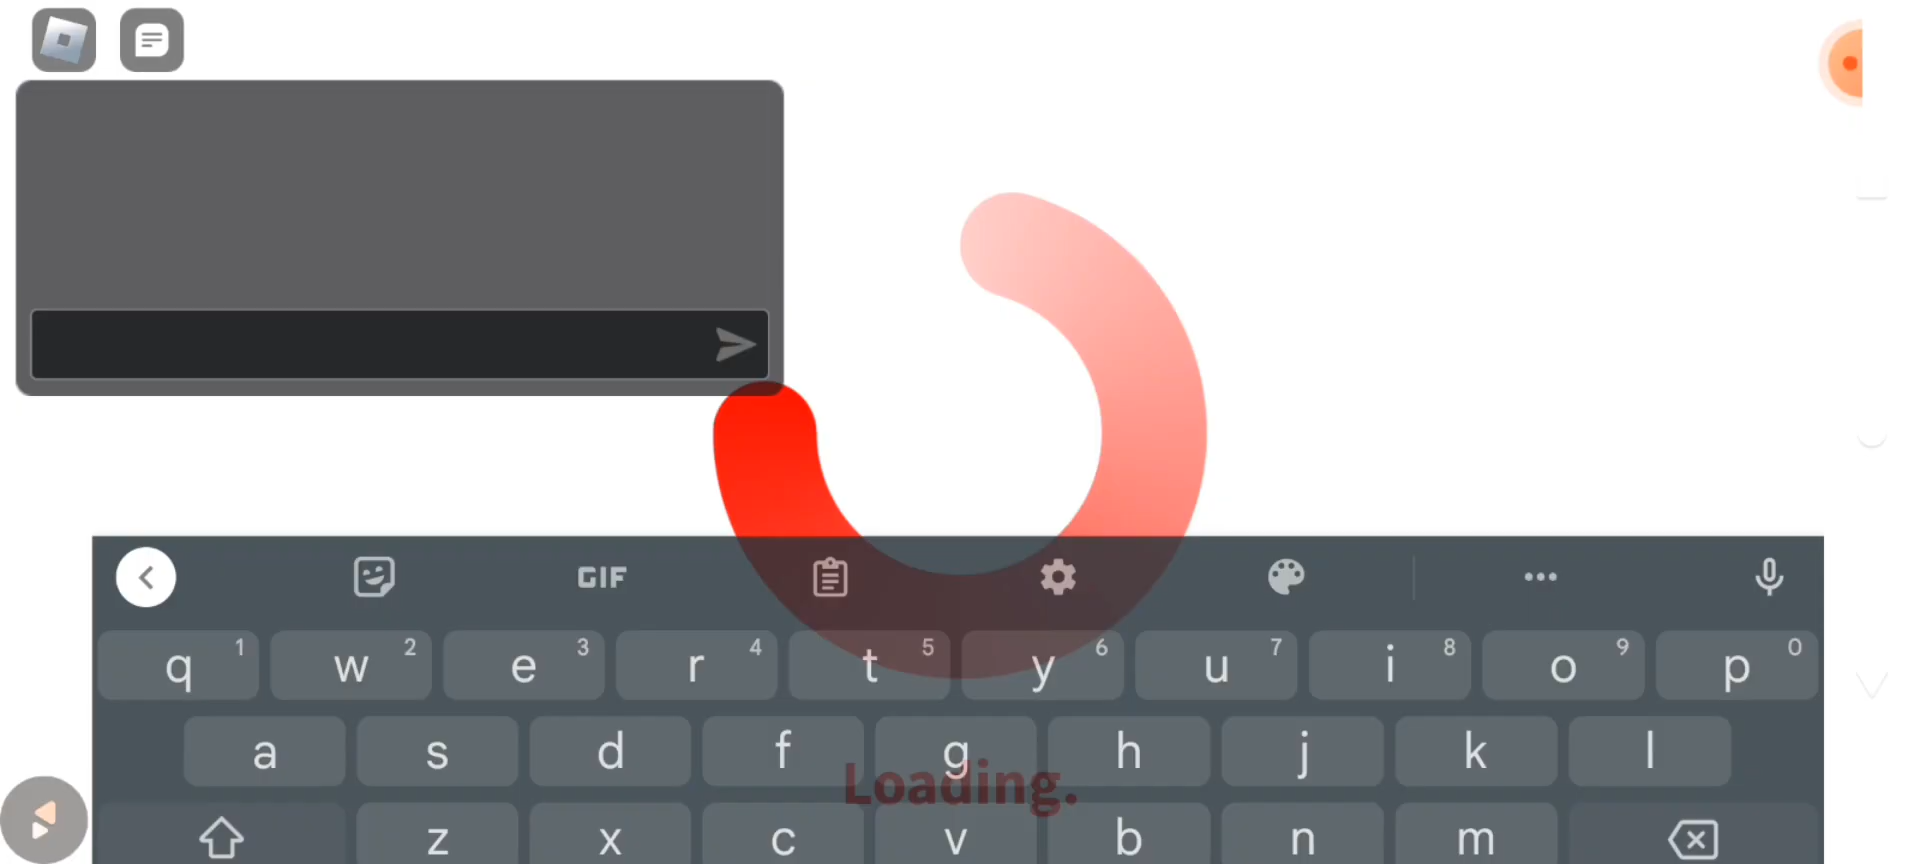 GIF
q 1 w 2 e 3 r 4 t 5 y 6 u 7 i 8 o 9 p 0
a s d f g h j k l
Loading.
z x c v b n m